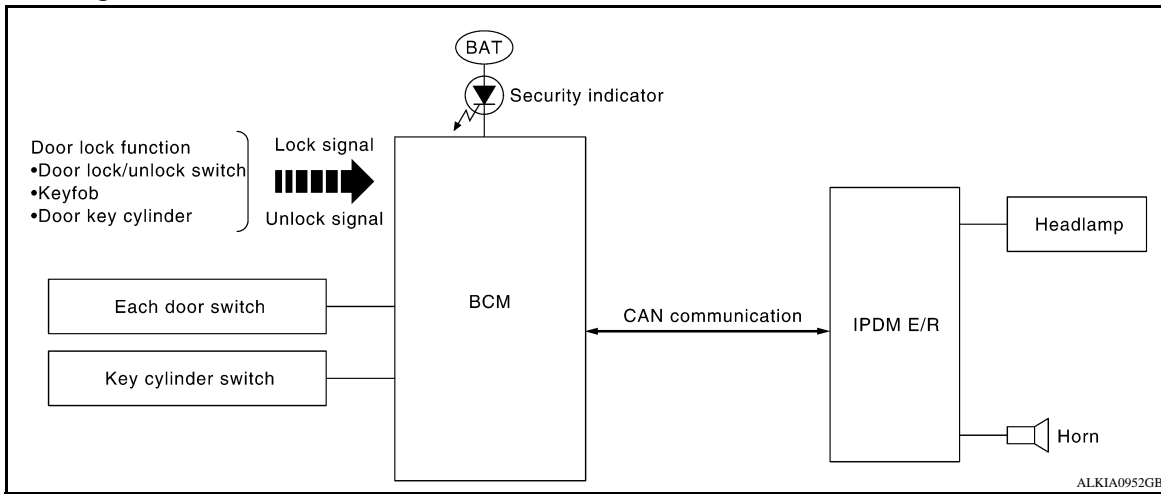 BAT
Security indicator
Door lock function
•Door lock/unlock switch
•Keyfob
•Door key cylinder
Lock signal
Unlock signal
Each door switch
Key cylinder switch
BCM
CAN communication
IPDM E/R
Headlamp
Horn
ALKIA0952GB